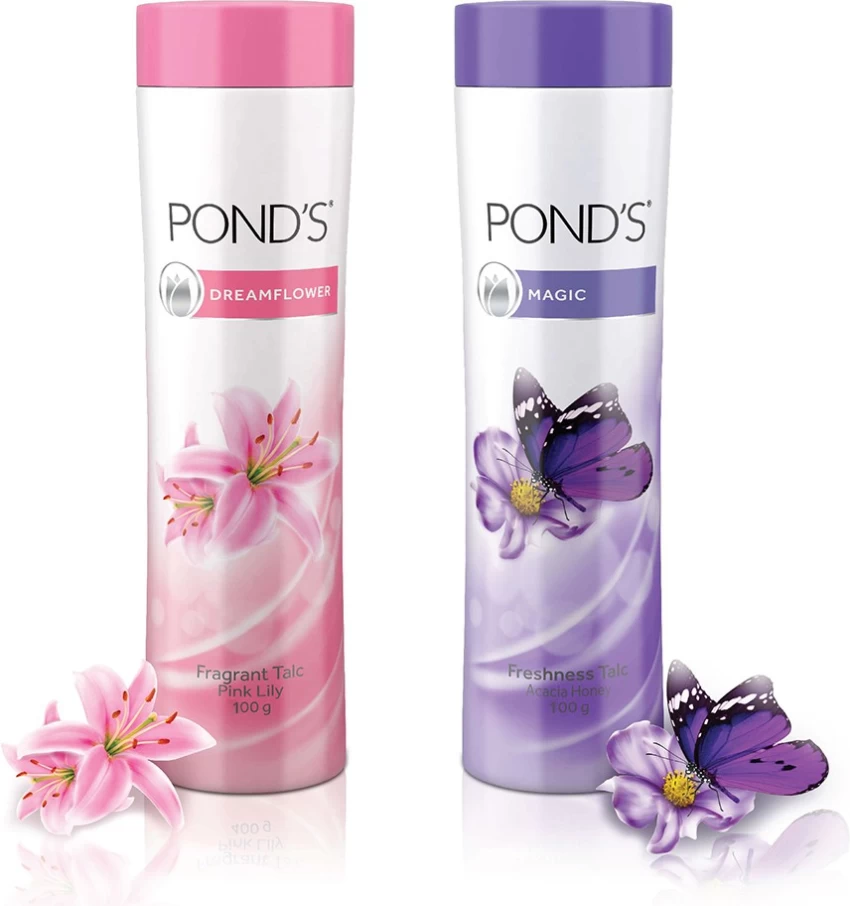 POND'S®
DREAMFLOWER
Fragrant Talc
Pink Lily
100 g
POND'S®
MAGIC
Freshness Talc
Acacia Honey
100 g